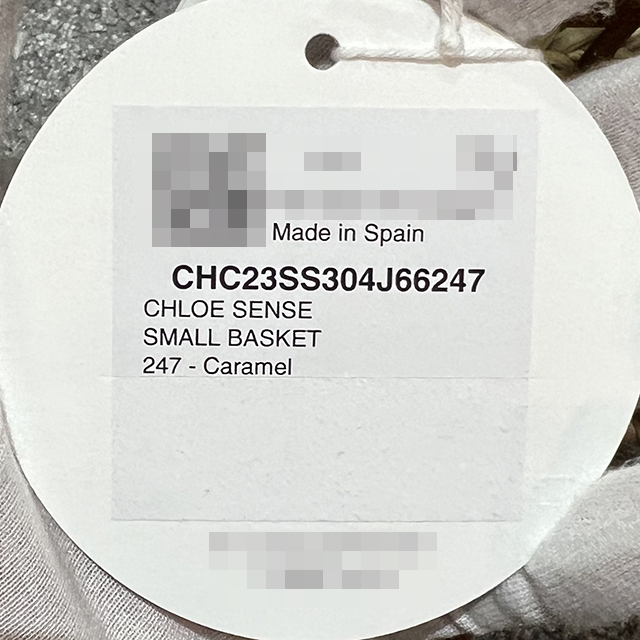 Made in Spain
CHC23SS304J66247
CHLOE SENSE
SMALL BASKET
247 - Caramel